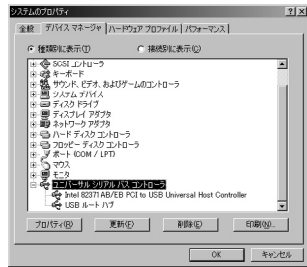 システムのプロパティ
全般 デバイス マネージャ ハードウェア プロファイル パフォーマンス
種類別に表示(T) 接続別に表示(C)
SCSI コントローラ
キーボード
サウンド、ビデオ、およびゲームのコントローラ
システム デバイス
ディスク ドライブ
ディスプレイ アダプタ
ネットワーク アダプタ
ハード ディスク コントローラ
フロッピー ディスク コントローラ
ポート (COM / LPT)
マウス
モニタ
ユニバーサル シリアル バス コントローラ
Intel 82371AB/EB PCI to USB Universal Host Controller
USB ルート ハブ
プロパティ(R) 更新(F) 削除(E) 印刷(N)...
OK キャンセル